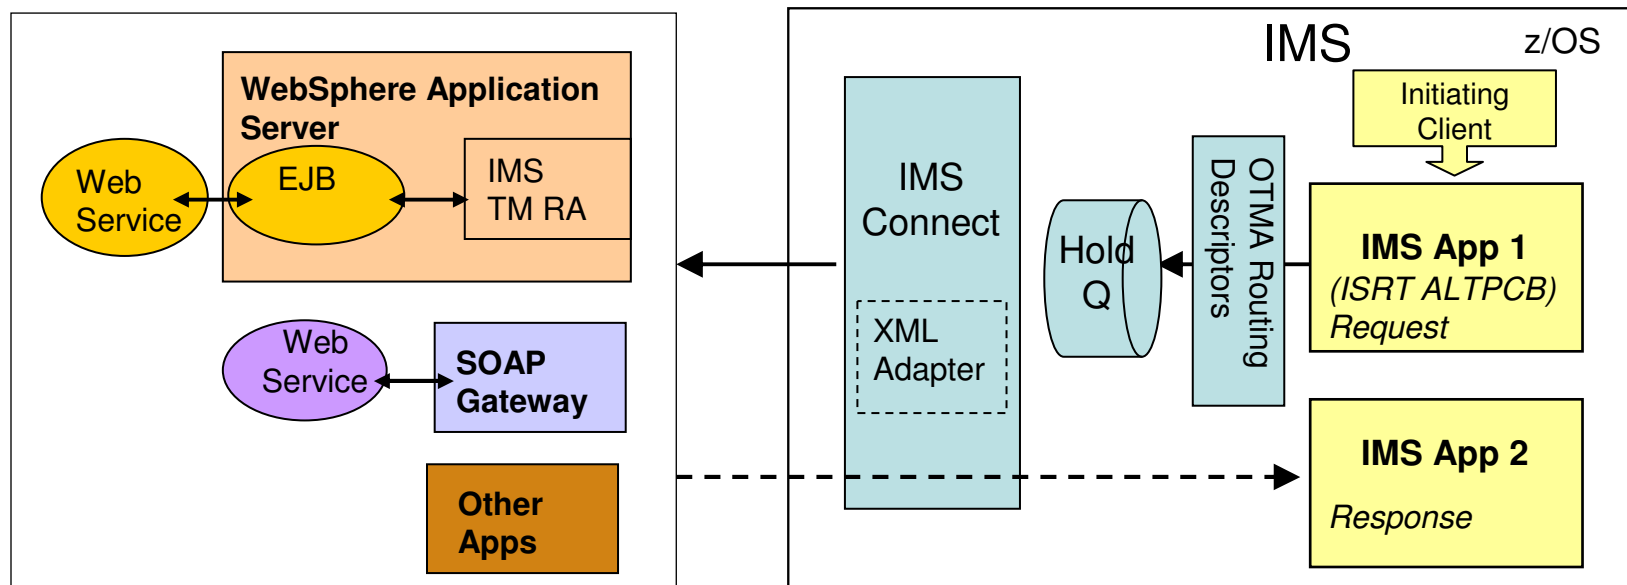 WebSphere Application
Server
Web
Service
EJB
IMS
TM RA
Web
Service
SOAP
Gateway
Other
Apps
IMS
z/OS
IMS
Connect
XML
Adapter
Hold
Q
OTMA Routing
Descriptors
Initiating
Client
IMS App 1
(ISRT ALTPCB)
Request
IMS App 2
Response